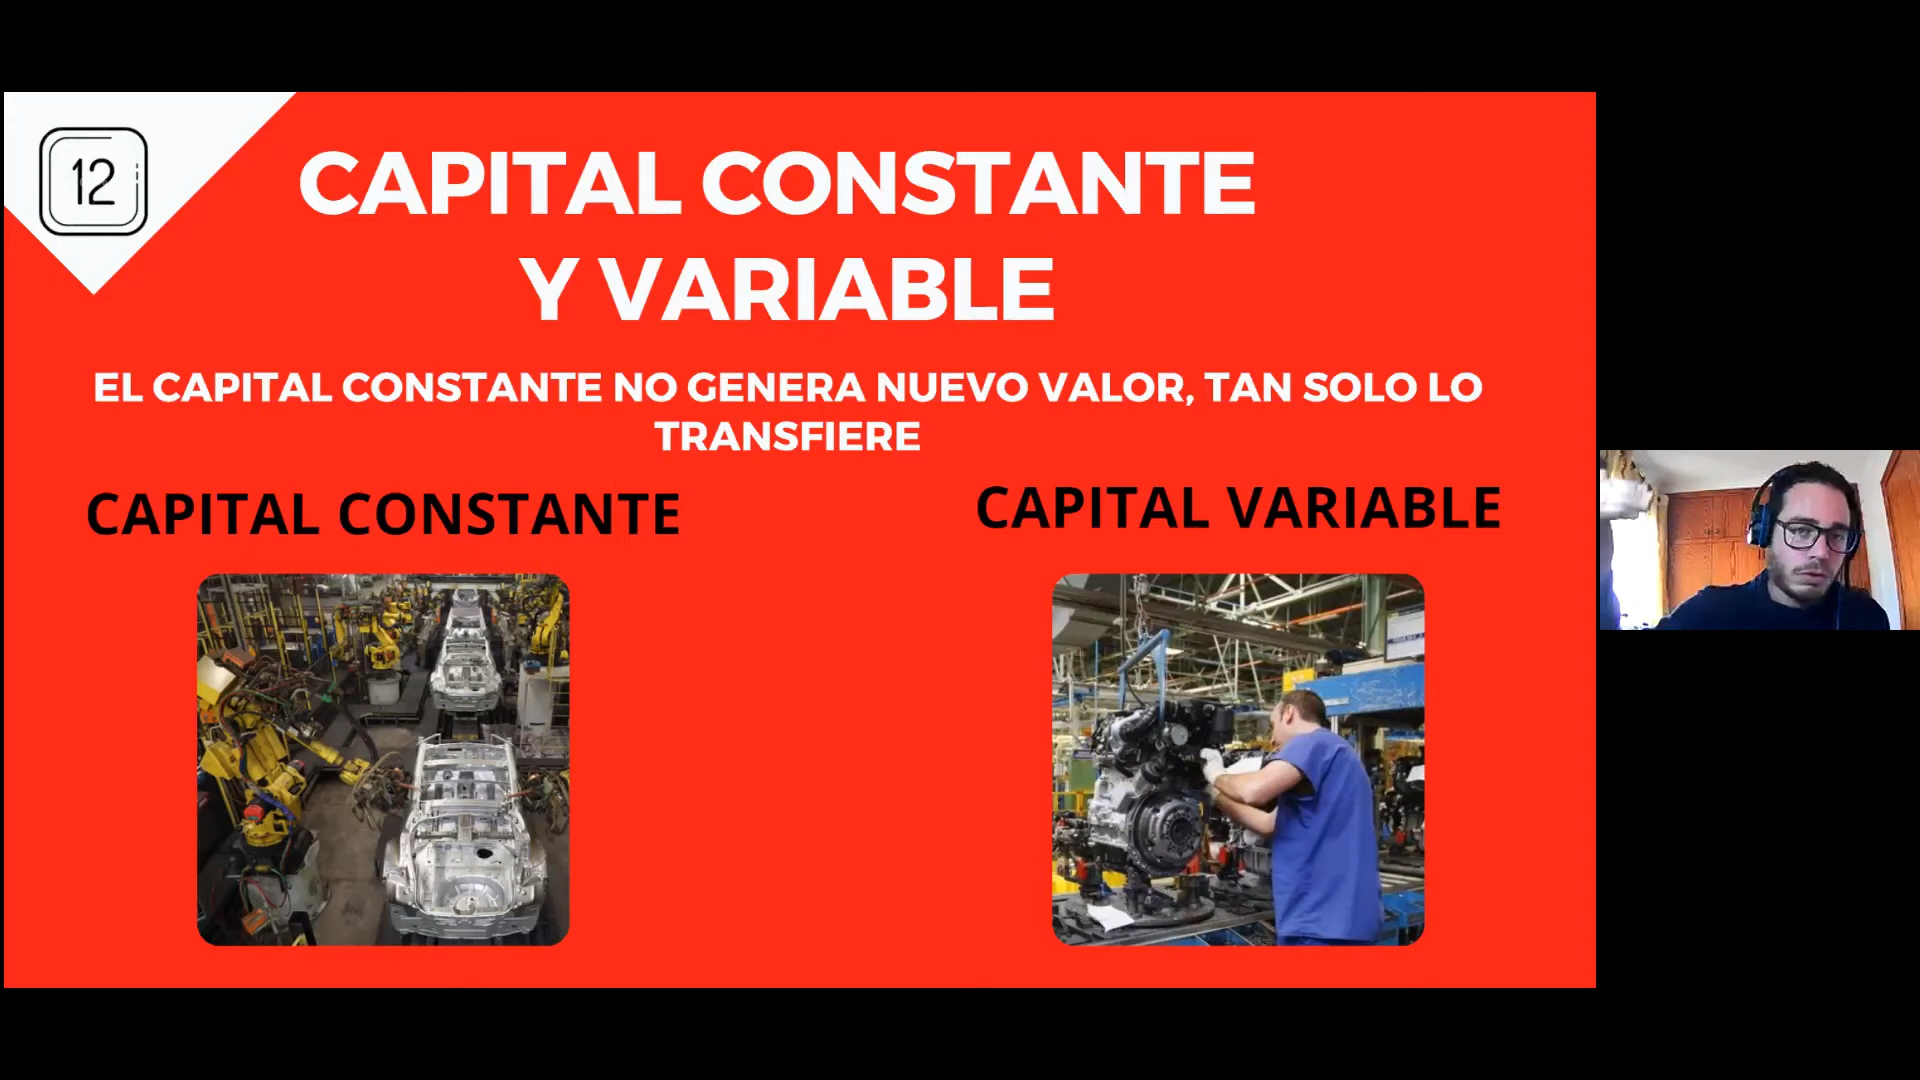 12
CAPITAL CONSTANTE
Y VARIABLE
EL CAPITAL CONSTANTE NO GENERA NUEVO VALOR, TAN SOLO LO
TRANSFIERE
CAPITAL CONSTANTE
CAPITAL VARIABLE